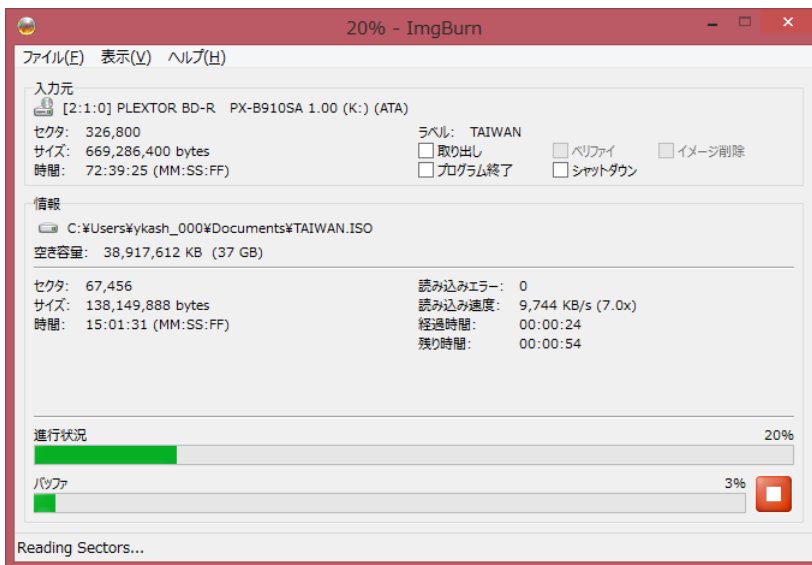 20% - ImgBurn
ファイル(F) 表示(V) ヘルプ(H)
入力元
[2:1:0] PLEXTOR BD-R PX-B910SA 1.00 (K:) (ATA)
セクタ: 326,800 ラベル: TAIWAN
サイズ: 669,286,400 bytes 取り出し ベリファイ イメージ削除
時間: 72:39:25 (MM:SS:FF) プログラム終了 シャットダウン
情報
C:¥Users¥ykash_000¥Documents¥TAIWAN.ISO
空き容量: 38,917,612 KB (37 GB)
セクタ: 67,456 読み込みエラー: 0
サイズ: 138,149,888 bytes 読み込み速度: 9,744 KB/s (7.0x)
時間: 15:01:31 (MM:SS:FF) 経過時間: 00:00:24
残り時間: 00:00:54
進行状況 20%
バッファ 3%
Reading Sectors...